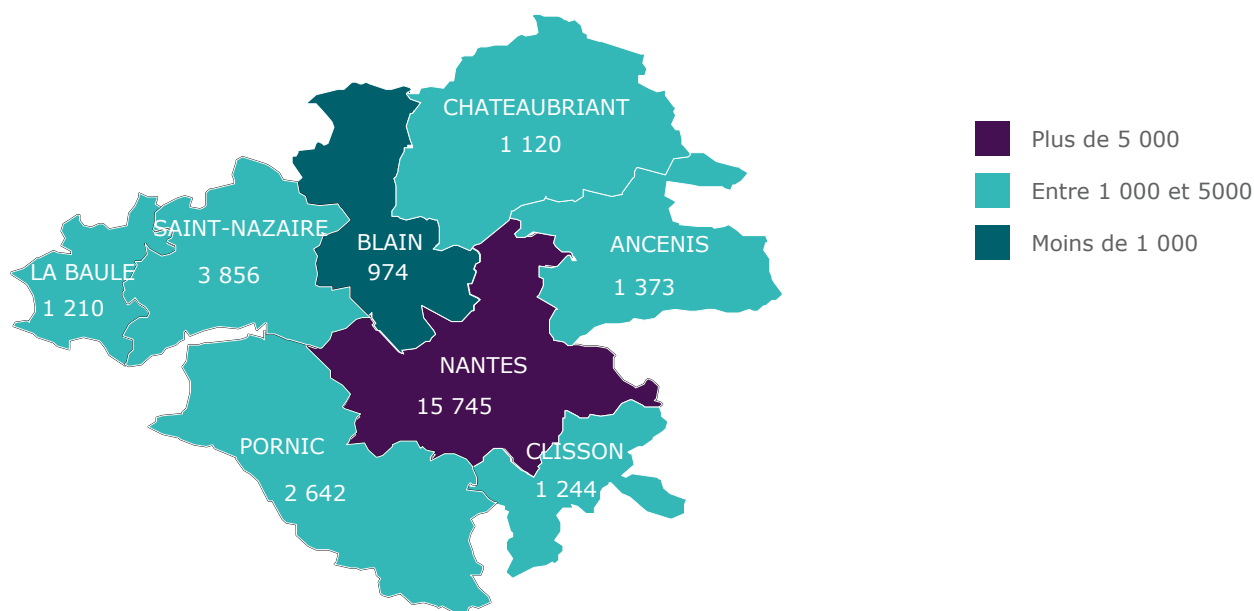 CHATEAUBRIANT
1 120
SAINT-NAZAIRE
3 856
BLAIN
974
ANCENIS
1 373
LA BAULE
1 210
NANTES
15 745
PORNIC
2 642
CLISSON
1 244
Plus de 5 000
Entre 1 000 et 5000
Moins de 1 000